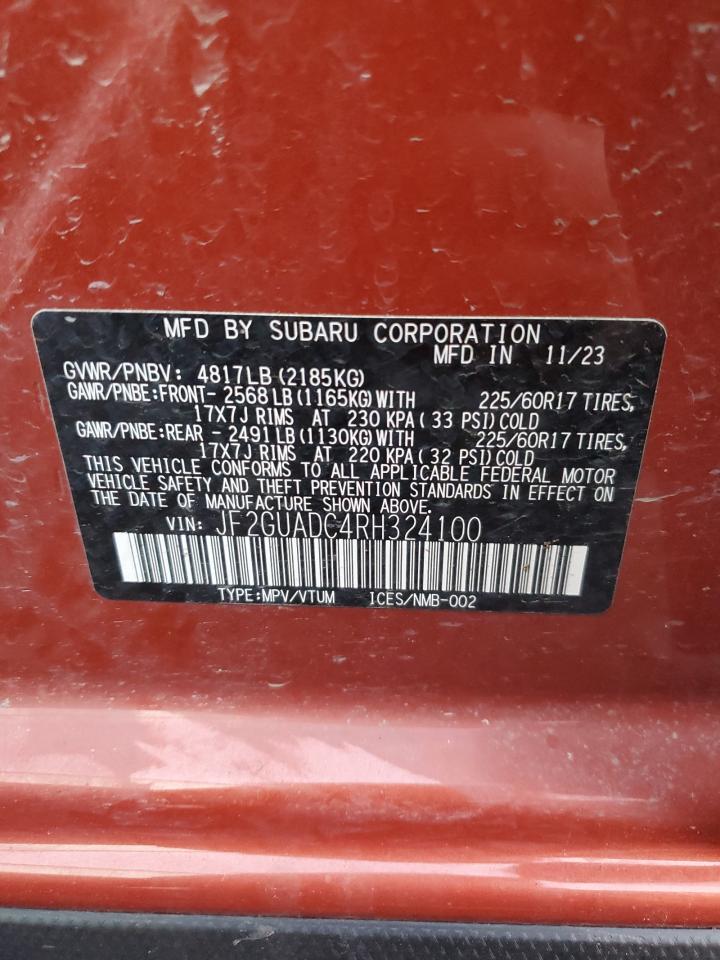 MFD BY SUBARU CORPORATION
MFD IN 11/23
GVWR/PNBV: 4817LB (2185KG)
GAWR/PNBE:FRONT- 2568 LB (1165KG) WITH 225/60R17 TIRES,
17X7J RIMS AT 230 KPA ( 33 PSI) COLD
GAWR/PNBE:REAR - 2491 LB (1130KG) WITH 225/60R17 TIRES,
17X7J RIMS AT 220 KPA ( 32 PSI) COLD
THIS VEHICLE CONFORMS TO ALL APPLICABLE FEDERAL MOTOR
VEHICLE SAFETY AND THEFT PREVENTION STANDARDS IN EFFECT ON
THE DATE OF MANUFACTURE SHOWN ABOVE.
VIN: JF2GUADC4RH324100
TYPE:MPV/VTUM ICES/NMB-002